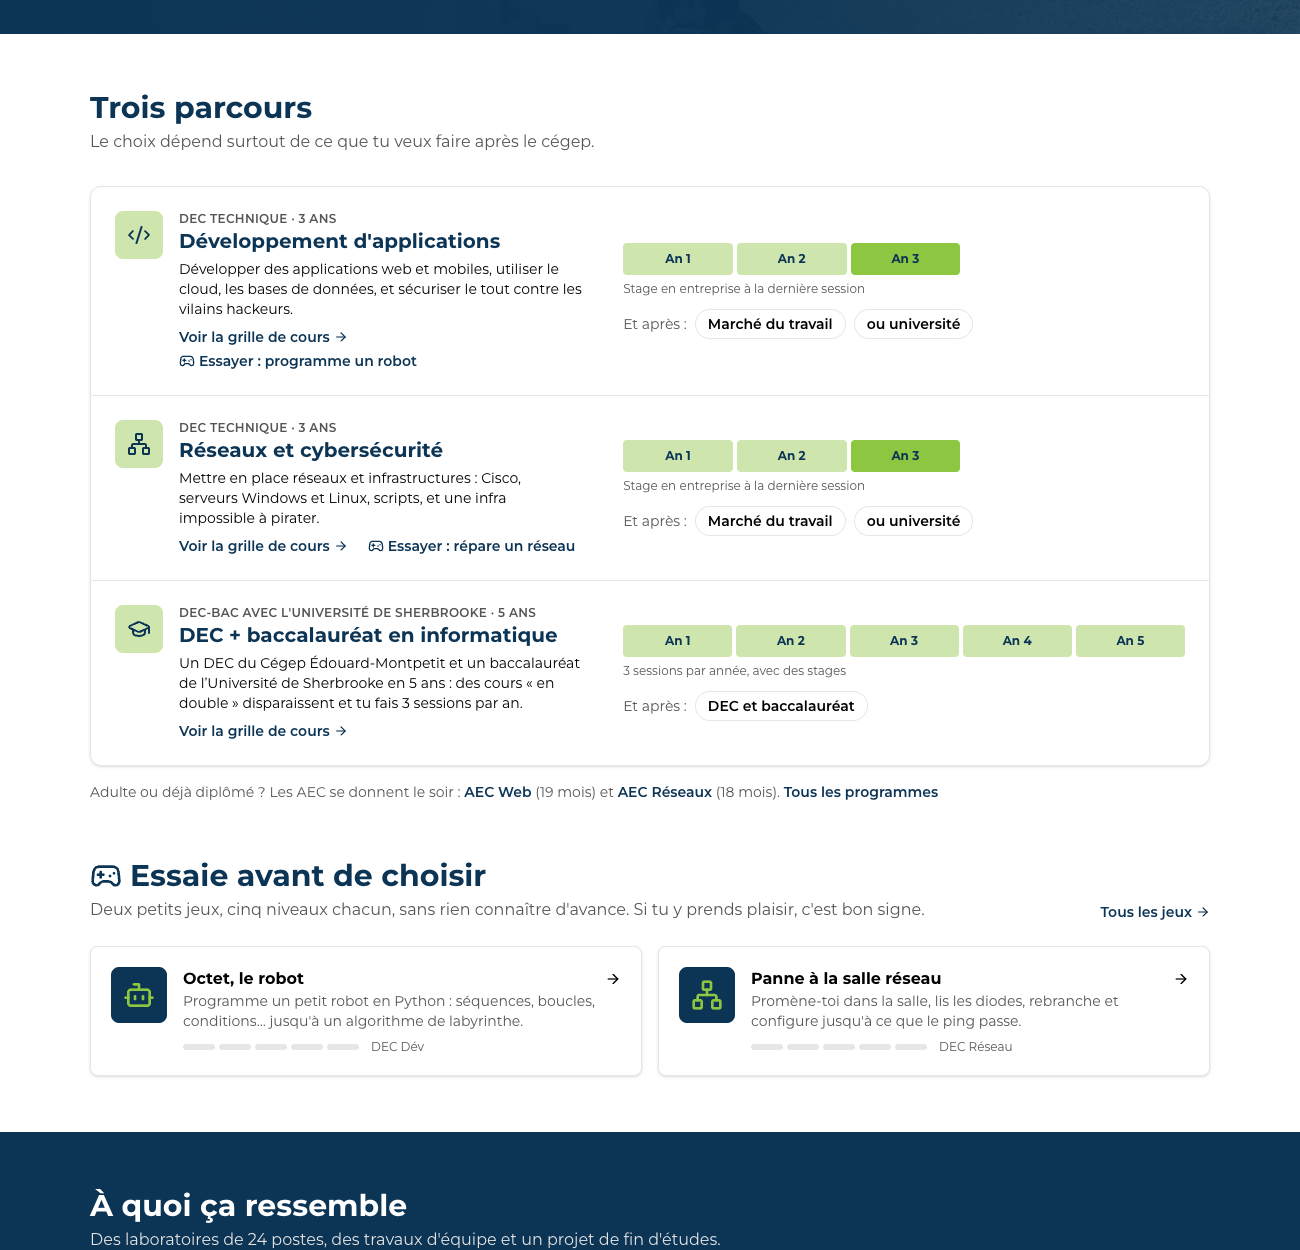 Trois parcours
Le choix dépend surtout de ce que tu veux faire après le cégep.
DEC TECHNIQUE · 3 ANS
Développement d'applications
Développer des applications web et mobiles, utiliser le
cloud, les bases de données, et sécuriser le tout contre les
vilains hackeurs.
Voir la grille de cours →
Essayer : programme un robot
An 1 An 2 An 3
Stage en entreprise à la dernière session
Et après : Marché du travail ou université
DEC TECHNIQUE · 3 ANS
Réseaux et cybersécurité
Mettre en place réseaux et infrastructures : Cisco,
serveurs Windows et Linux, scripts, et une infra
impossible à pirater.
Voir la grille de cours → Essayer : répare un réseau
An 1 An 2 An 3
Stage en entreprise à la dernière session
Et après : Marché du travail ou université
DEC-BAC AVEC L'UNIVERSITÉ DE SHERBROOKE · 5 ANS
DEC + baccalauréat en informatique
Un DEC du Cégep Édouard-Montpetit et un baccalauréat
de l’Université de Sherbrooke en 5 ans : des cours « en
double » disparaissent et tu fais 3 sessions par an.
Voir la grille de cours →
An 1 An 2 An 3 An 4 An 5
3 sessions par année, avec des stages
Et après : DEC et baccalauréat
Adulte ou déjà diplômé ? Les AEC se donnent le soir : AEC Web (19 mois) et AEC Réseaux (18 mois). Tous les programmes
Essaie avant de choisir
Deux petits jeux, cinq niveaux chacun, sans rien connaître d'avance. Si tu y prends plaisir, c'est bon signe.
Tous les jeux →
Octet, le robot →
Programme un petit robot en Python : séquences, boucles,
conditions… jusqu'à un algorithme de labyrinthe.
DEC Dév
Panne à la salle réseau →
Promène-toi dans la salle, lis les diodes, rebranche et
configure jusqu'à ce que le ping passe.
DEC Réseau
À quoi ça ressemble
Des laboratoires de 24 postes, des travaux d'équipe et un projet de fin d'études.